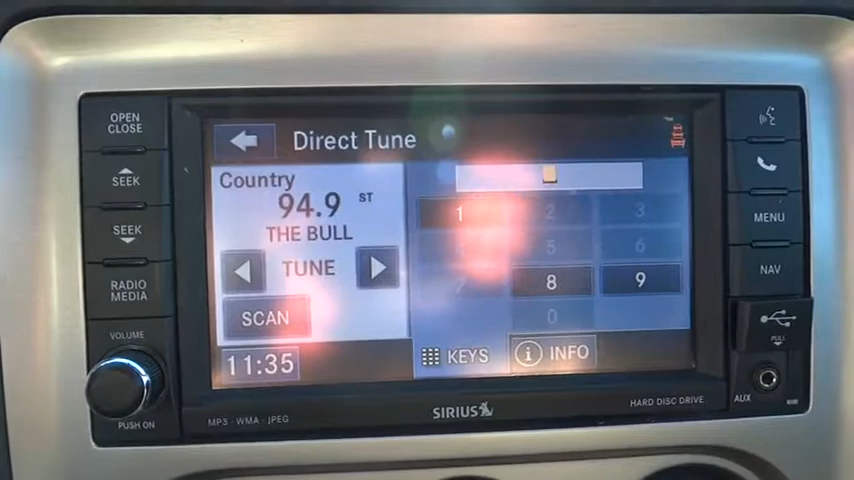 OPEN
CLOSE
SEEK
SEEK
RADIO
MEDIA
VOLUME
PUSH ON
Direct Tune
Country
94.9 ST
THE BULL
TUNE
SCAN
11:35
1 2 3
5 6
8 9
0
KEYS
i INFO
MENU
NAV
PULL
AUX
MP3 · WMA · JPEG
SIRIUS
HARD DISC DRIVE